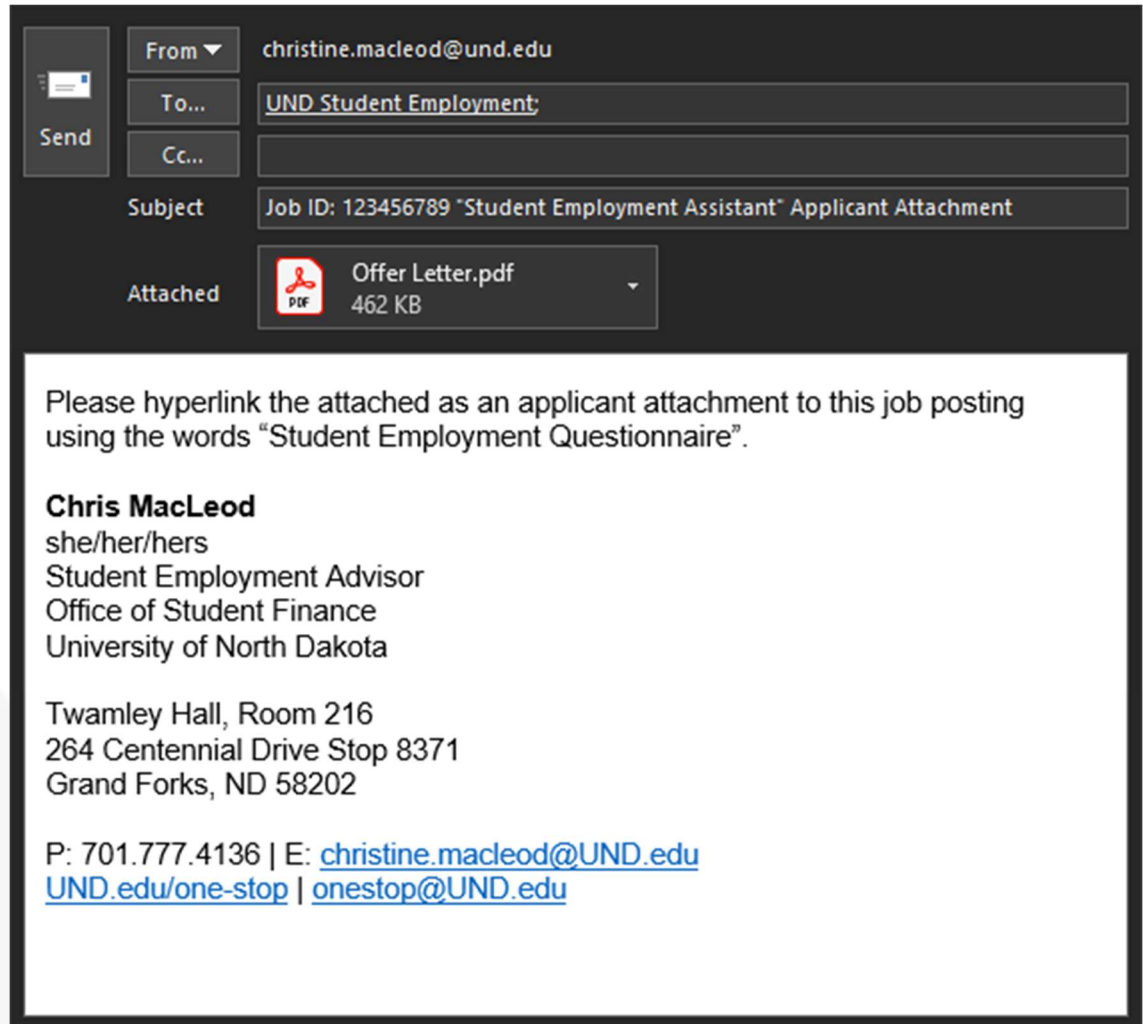 From
christine.macleod@und.edu
To...
UND Student Employment;
Send
Cc...
Subject
Job ID: 123456789 "Student Employment Assistant" Applicant Attachment
Attached
PDF
Offer Letter.pdf
462 KB
Please hyperlink the attached as an applicant attachment to this job posting
using the words “Student Employment Questionnaire”.
Chris MacLeod
she/her/hers
Student Employment Advisor
Office of Student Finance
University of North Dakota
Twamley Hall, Room 216
264 Centennial Drive Stop 8371
Grand Forks, ND 58202
P: 701.777.4136 | E: christine.macleod@UND.edu
UND.edu/one-stop | onestop@UND.edu